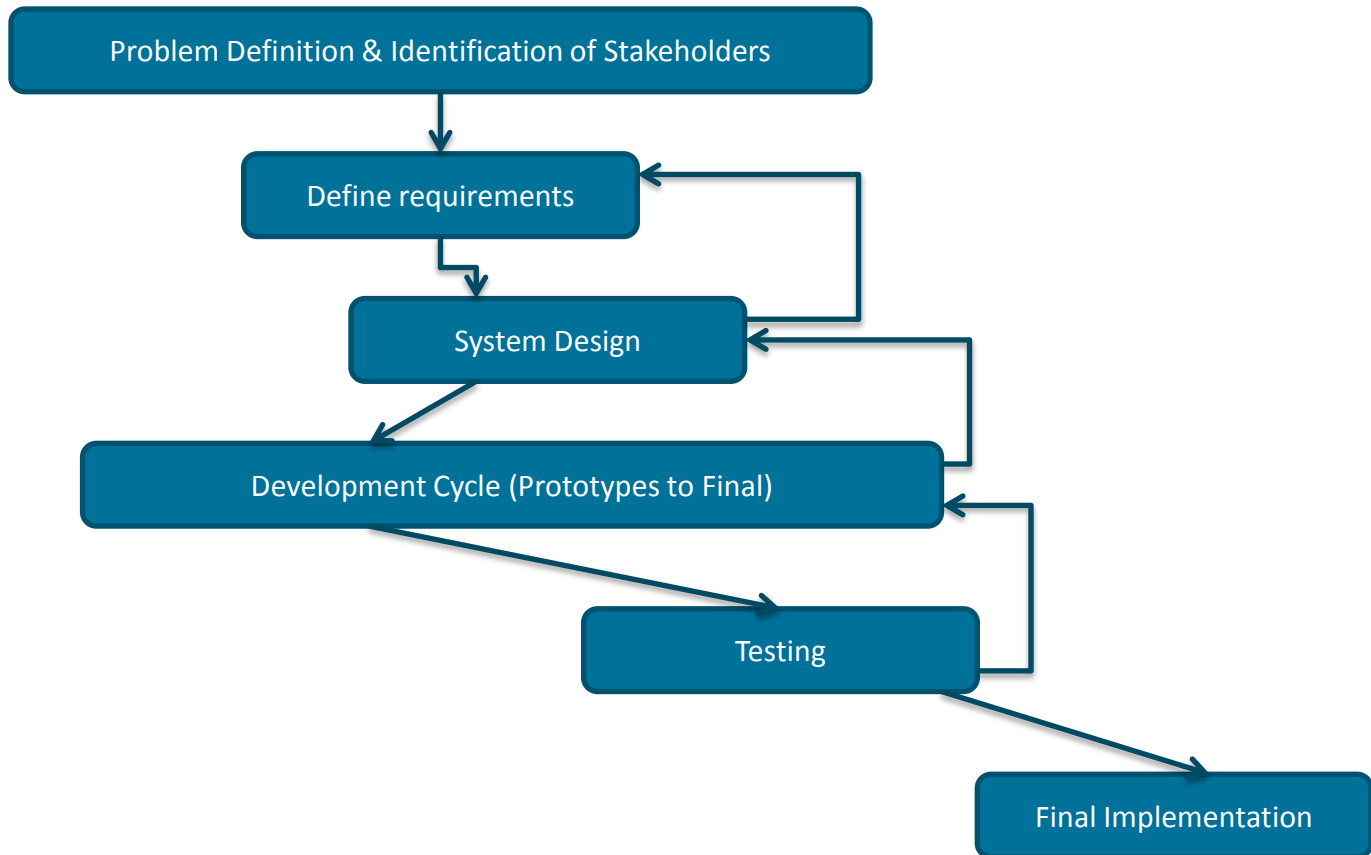 Problem Definition & Identification of Stakeholders
Define requirements
System Design
Development Cycle (Prototypes to Final)
Testing
Final Implementation